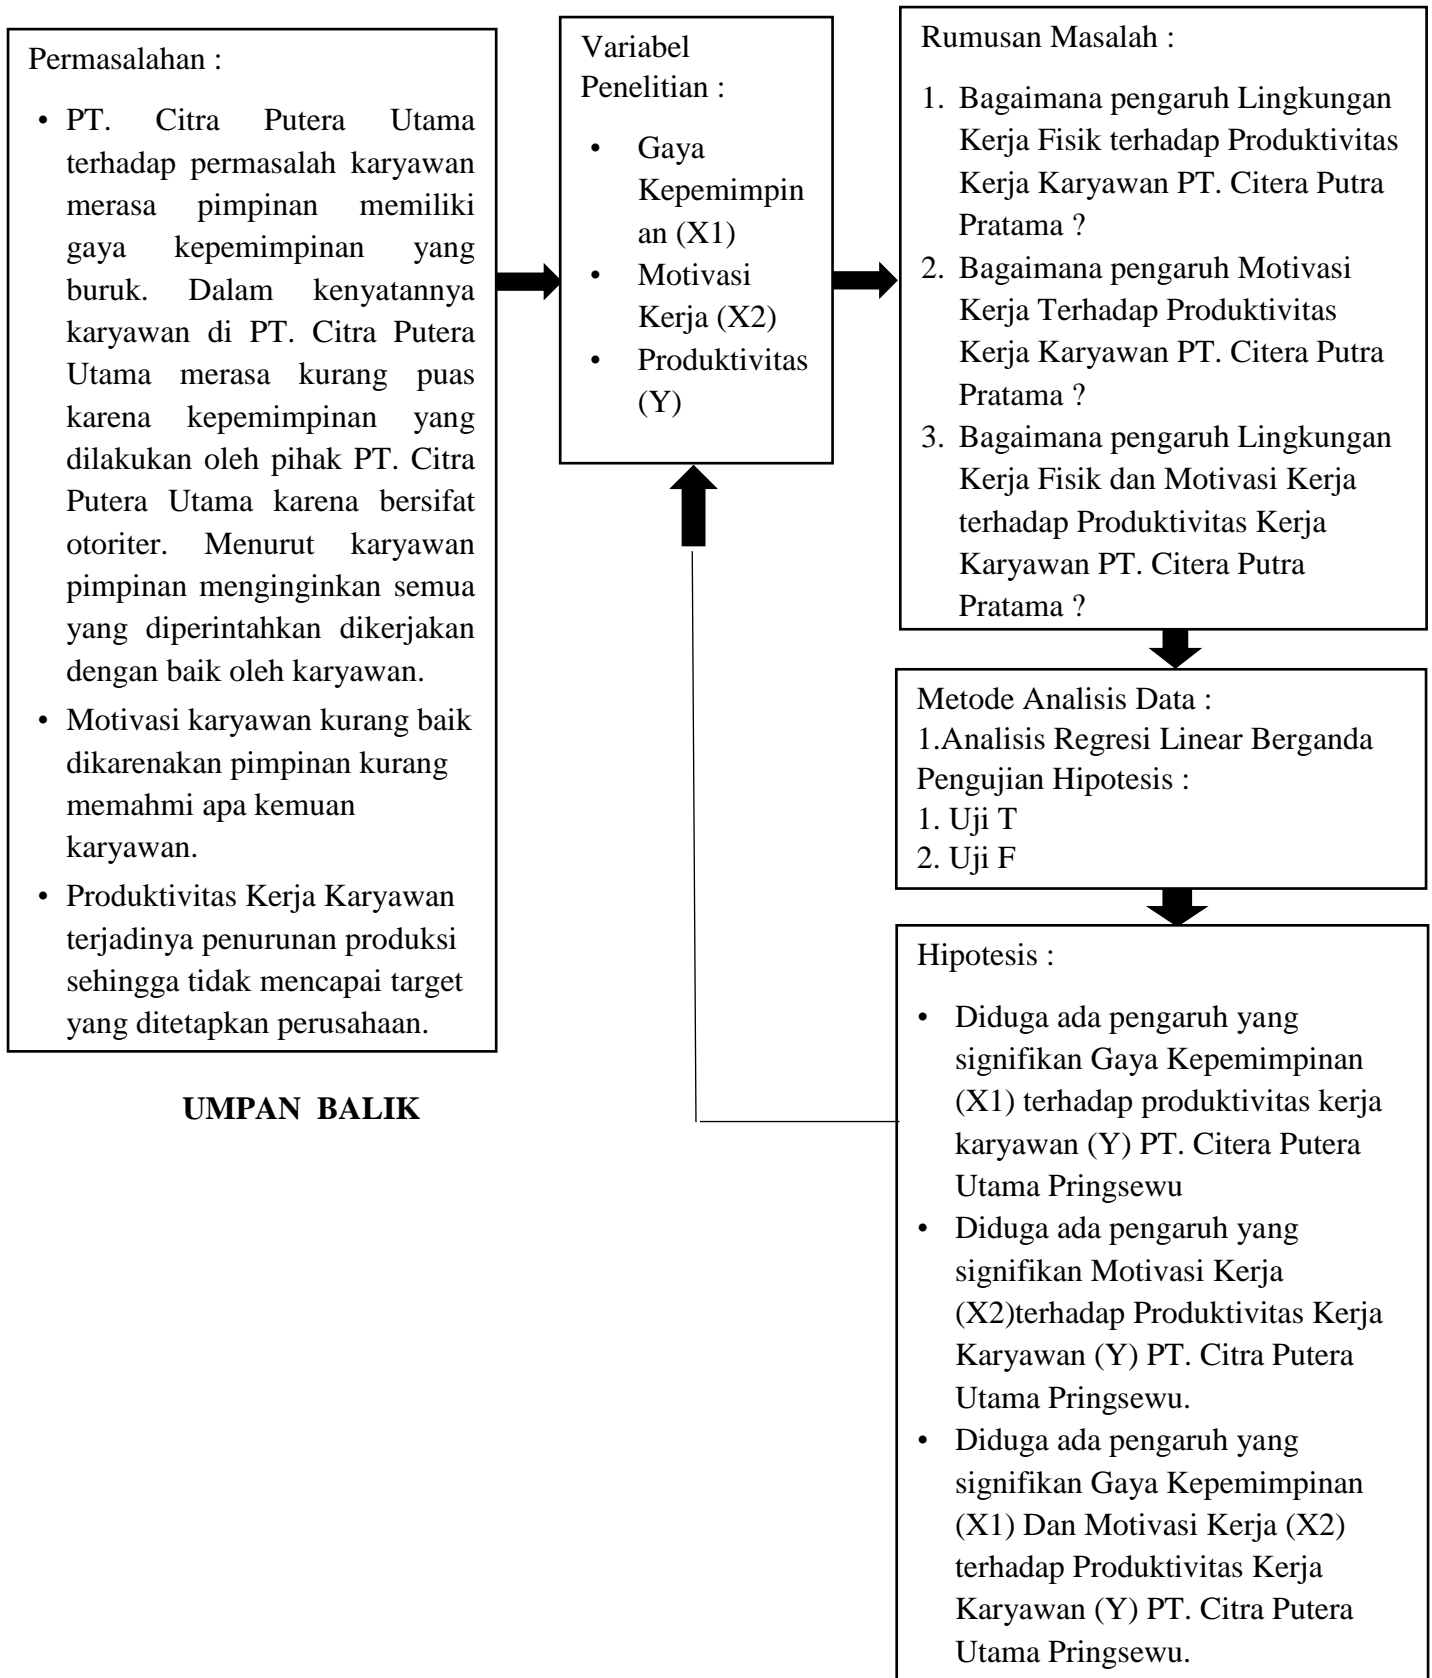 Permasalahan :
• PT. Citra Putera Utama
terhadap permasalah karyawan
merasa pimpinan memiliki
gaya kepemimpinan yang
buruk. Dalam kenyatannya
karyawan di PT. Citra Putera
Utama merasa kurang puas
karena kepemimpinan yang
dilakukan oleh pihak PT. Citra
Putera Utama karena bersifat
otoriter. Menurut karyawan
pimpinan menginginkan semua
yang diperintahkan dikerjakan
dengan baik oleh karyawan.
• Motivasi karyawan kurang baik
dikarenakan pimpinan kurang
memahmi apa kemuan
karyawan.
• Produktivitas Kerja Karyawan
terjadinya penurunan produksi
sehingga tidak mencapai target
yang ditetapkan perusahaan.
UMPAN BALIK
Variabel
Penelitian :
• Gaya
Kepemimpin
an (X1)
• Motivasi
Kerja (X2)
• Produktivitas
(Y)
Rumusan Masalah :
1. Bagaimana pengaruh Lingkungan
Kerja Fisik terhadap Produktivitas
Kerja Karyawan PT. Citera Putra
Pratama ?
2. Bagaimana pengaruh Motivasi
Kerja Terhadap Produktivitas
Kerja Karyawan PT. Citera Putra
Pratama ?
3. Bagaimana pengaruh Lingkungan
Kerja Fisik dan Motivasi Kerja
terhadap Produktivitas Kerja
Karyawan PT. Citera Putra
Pratama ?
Metode Analisis Data :
1.Analisis Regresi Linear Berganda
Pengujian Hipotesis :
1. Uji T
2. Uji F
Hipotesis :
• Diduga ada pengaruh yang
signifikan Gaya Kepemimpinan
(X1) terhadap produktivitas kerja
karyawan (Y) PT. Citera Putera
Utama Pringsewu
• Diduga ada pengaruh yang
signifikan Motivasi Kerja
(X2)terhadap Produktivitas Kerja
Karyawan (Y) PT. Citra Putera
Utama Pringsewu.
• Diduga ada pengaruh yang
signifikan Gaya Kepemimpinan
(X1) Dan Motivasi Kerja (X2)
terhadap Produktivitas Kerja
Karyawan (Y) PT. Citra Putera
Utama Pringsewu.